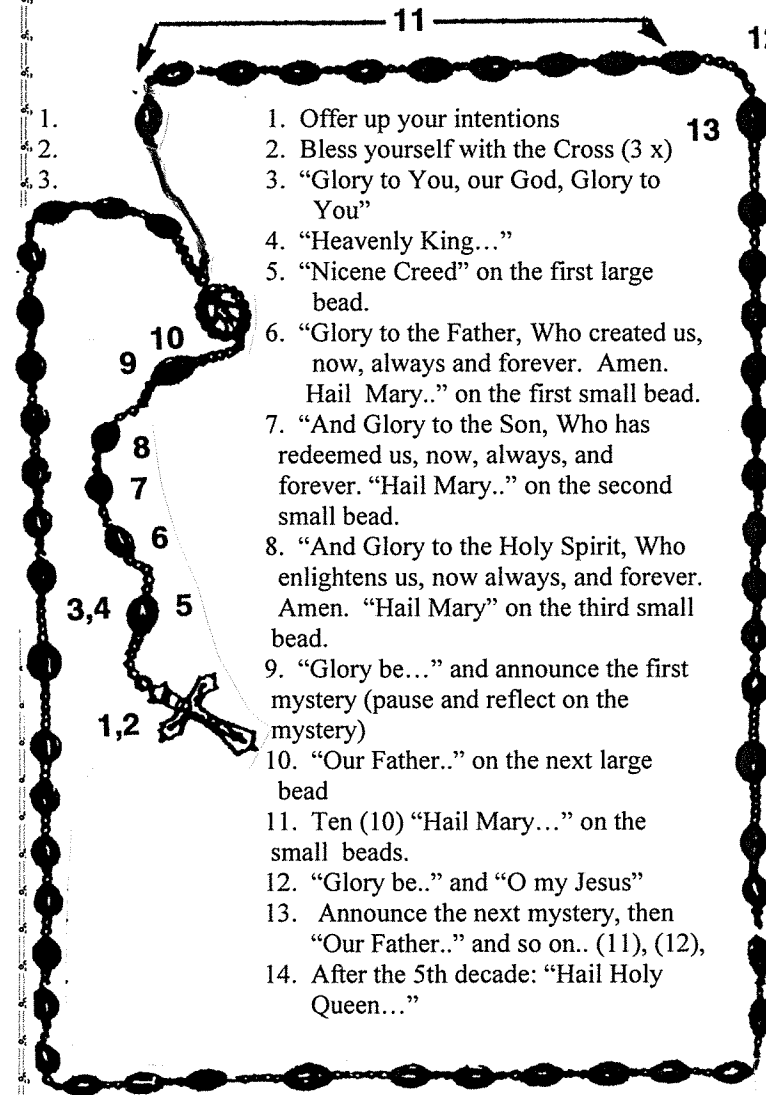 11
12
1.
2.
3.
13
1. Offer up your intentions
2. Bless yourself with the Cross (3 x)
3. “Glory to You, our God, Glory to
You”
4. “Heavenly King...”
5. “Nicene Creed” on the first large
bead.
6. “Glory to the Father, Who created us,
now, always and forever. Amen.
Hail Mary..” on the first small bead.
7. “And Glory to the Son, Who has
redeemed us, now, always, and
forever. “Hail Mary..” on the second
small bead.
8. “And Glory to the Holy Spirit, Who
enlightens us, now always, and forever.
Amen. “Hail Mary” on the third small
bead.
9. “Glory be...” and announce the first
mystery (pause and reflect on the
mystery)
10. “Our Father..” on the next large
bead
11. Ten (10) “Hail Mary...” on the
small beads.
12. “Glory be..” and “O my Jesus”
13. Announce the next mystery, then
“Our Father..” and so on.. (11), (12),
14. After the 5th decade: “Hail Holy
Queen...”
10
9
8
7
6
3,4 5
1,2